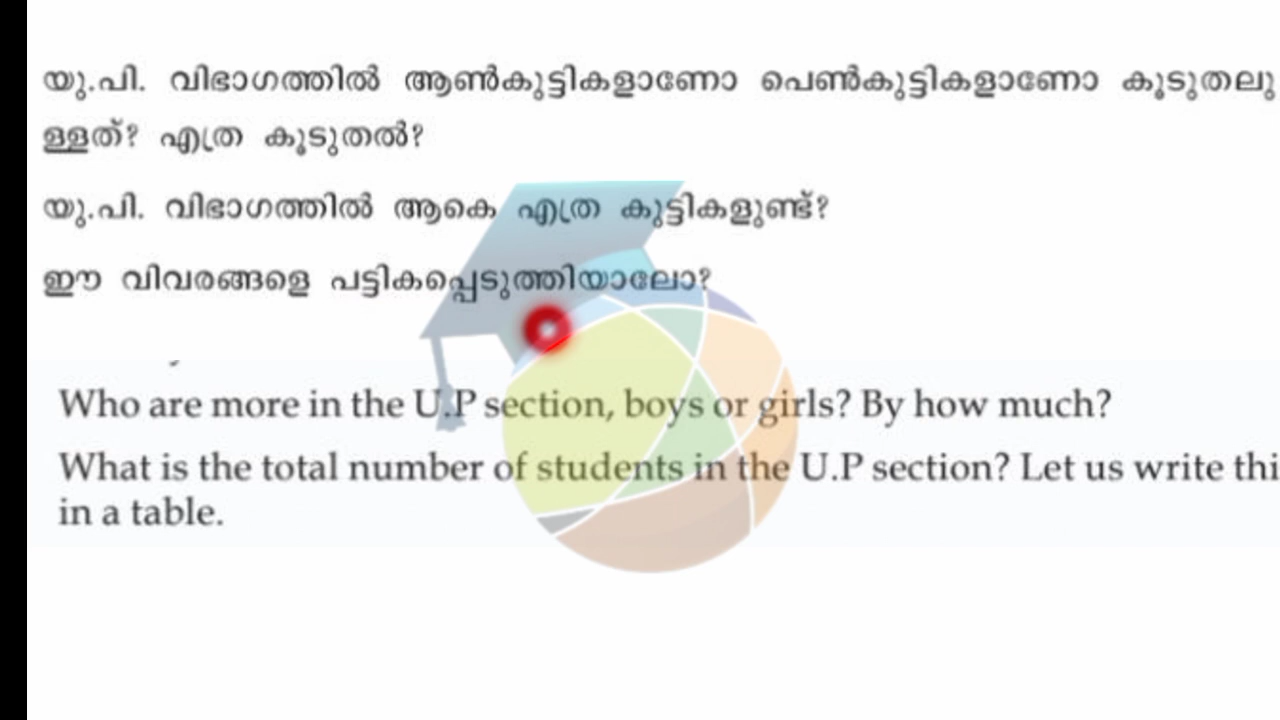 യു.പി. വിഭാഗത്തിൽ ആൺകുട്ടികളാണോ പെൺകുട്ടികളാണോ കൂടുതലു
ള്ളത്? എത്ര കൂടുതൽ?
യു.പി. വിഭാഗത്തിൽ ആകെ എത്ര കുട്ടികളുണ്ട്?
ഈ വിവരങ്ങളെ പട്ടികപ്പെടുത്തിയാലോ?
Who are more in the U.P section, boys or girls? By how much?
What is the total number of students in the U.P section? Let us write thi
in a table.